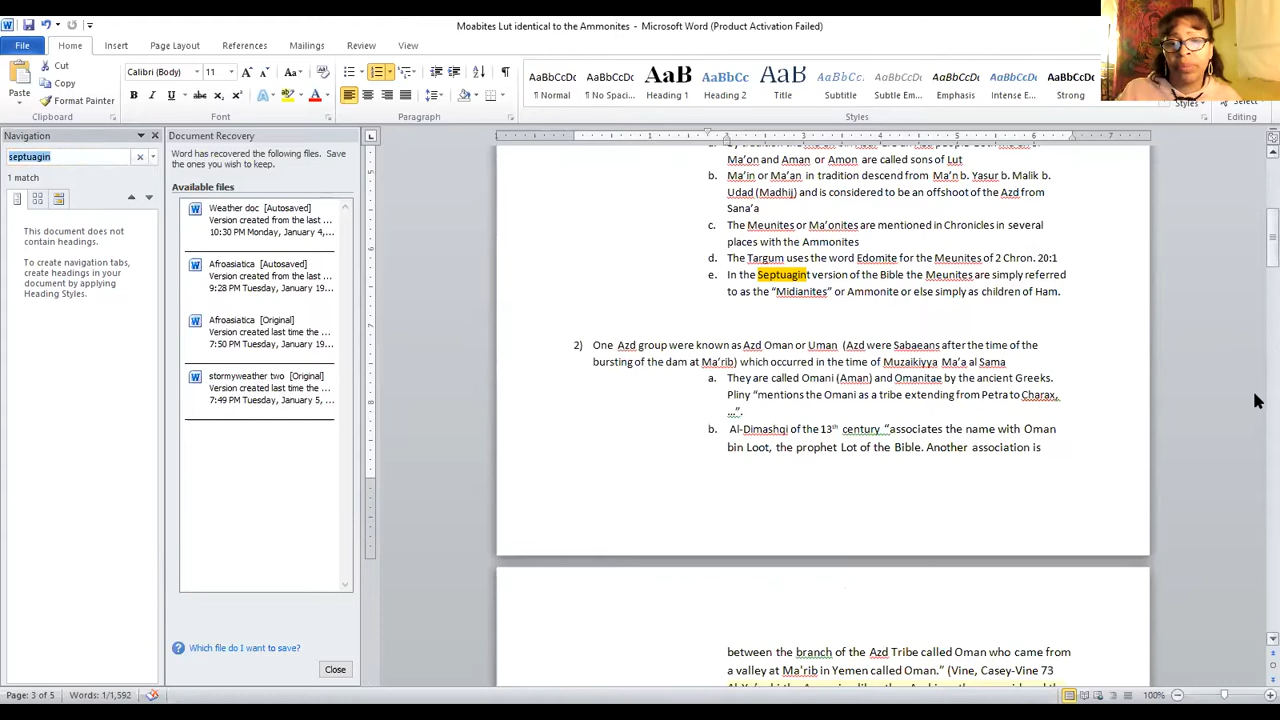 Moabites Lut identical to the Ammonites - Microsoft Word (Product Activation Failed)
File Home Insert Page Layout References Mailings Review View
Paste
Cut
Copy
Format Painter
Clipboard
Calibri (Body) 11
Font
Paragraph
AaBbCcDc AaBbCcDc AaB AaBbCc AaB AaBbCcL AaBbCcDt AaBbCcDt AaBbCcDt AaBbCcDc
¶ Normal ¶ No Spaci... Heading 1 Heading 2 Title Subtitle Subtle Em... Emphasis Intense E... Strong
Styles
Styles
Editing
Navigation
septuagin
1 match
This document does not
contain headings.
To create navigation tabs,
create headings in your
document by applying
Heading Styles.
Document Recovery
Word has recovered the following files. Save
the ones you wish to keep.
Available files
Weather doc [Autosaved]
Version created from the last ...
10:30 PM Monday, January 4,...
Afroasiatica [Autosaved]
Version created from the last ...
9:28 PM Tuesday, January 19...
Afroasiatica [Original]
Version created last time the ...
7:50 PM Tuesday, January 19...
stormyweather two [Original]
Version created last time the ...
7:49 PM Tuesday, January 5, ...
Which file do I want to save?
Close
Ma'on and Aman or Amon are called sons of Lut
b. Ma'in or Ma'an in tradition descend from Ma'n b. Yasur b. Malik b.
Udad (Madhij) and is considered to be an offshoot of the Azd from
Sana'a
c. The Meunites or Ma'onites are mentioned in Chronicles in several
places with the Ammonites
d. The Targum uses the word Edomite for the Meunites of 2 Chron. 20:1
e. In the Septuagint version of the Bible the Meunites are simply referred
to as the "Midianites" or Ammonite or else simply as children of Ham.
2) One Azd group were known as Azd Oman or Uman (Azd were Sabaeans after the time of the
bursting of the dam at Ma'rib) which occurred in the time of Muzaikiyya Ma'a al Sama
a. They are called Omani (Aman) and Omanitae by the ancient Greeks.
Pliny "mentions the Omani as a tribe extending from Petra to Charax,
...".
b. Al-Dimashqi of the 13th century "associates the name with Oman
bin Loot, the prophet Lot of the Bible. Another association is
between the branch of the Azd Tribe called Oman who came from
a valley at Ma'rib in Yemen called Oman." (Vine, Casey-Vine 73
Page: 3 of 5 Words: 1/1,592 100%